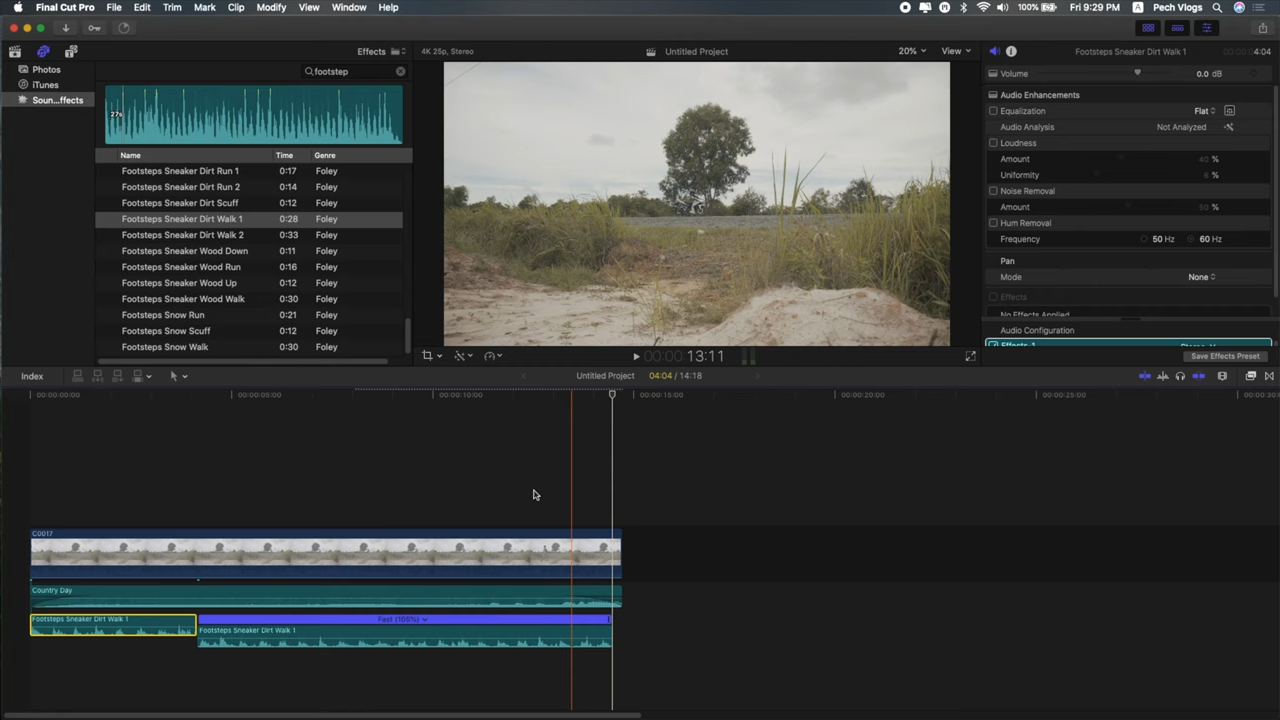 Final Cut Pro File Edit Trim Mark Clip Modify View Window Help 100% A Fri 9:29 PM Pech Vlogs
Effects 4K 25p, Stereo Untitled Project 20% View Footsteps Sneaker Dirt Walk 1 4:04
Photos footstep Volume 0.0 dB
iTunes
Soun...ffects Audio Enhancements
27s Equalization Flat
Audio Analysis Not Analyzed
Loudness
Name Time Genre Amount 40 %
Footsteps Sneaker Dirt Run 1 0:17 Foley Uniformity 6 %
Footsteps Sneaker Dirt Run 2 0:14 Foley Noise Removal
Footsteps Sneaker Dirt Scuff 0:12 Foley Amount 50 %
Footsteps Sneaker Dirt Walk 1 0:28 Foley Hum Removal
Footsteps Sneaker Dirt Walk 2 0:33 Foley Frequency 50 Hz 60 Hz
Footsteps Sneaker Wood Down 0:11 Foley Pan
Footsteps Sneaker Wood Run 0:16 Foley Mode None
Footsteps Sneaker Wood Up 0:12 Foley
Footsteps Sneaker Wood Walk 0:30 Foley Effects
Footsteps Snow Run 0:21 Foley No Effects Applied
Footsteps Snow Scuff 0:12 Foley Audio Configuration
Footsteps Snow Walk 0:30 Foley Effects-1 Stereo
00:00 13:11 Save Effects Preset
Index Untitled Project 04:04 / 14:18
00:00:00:00 00:00:05:00 00:00:10:00 00:00:15:00 00:00:20:00 00:00:25:00 00:00:30
C0017
Country Day
Footsteps Sneaker Dirt Walk 1 Fast (105%)
Footsteps Sneaker Dirt Walk 1